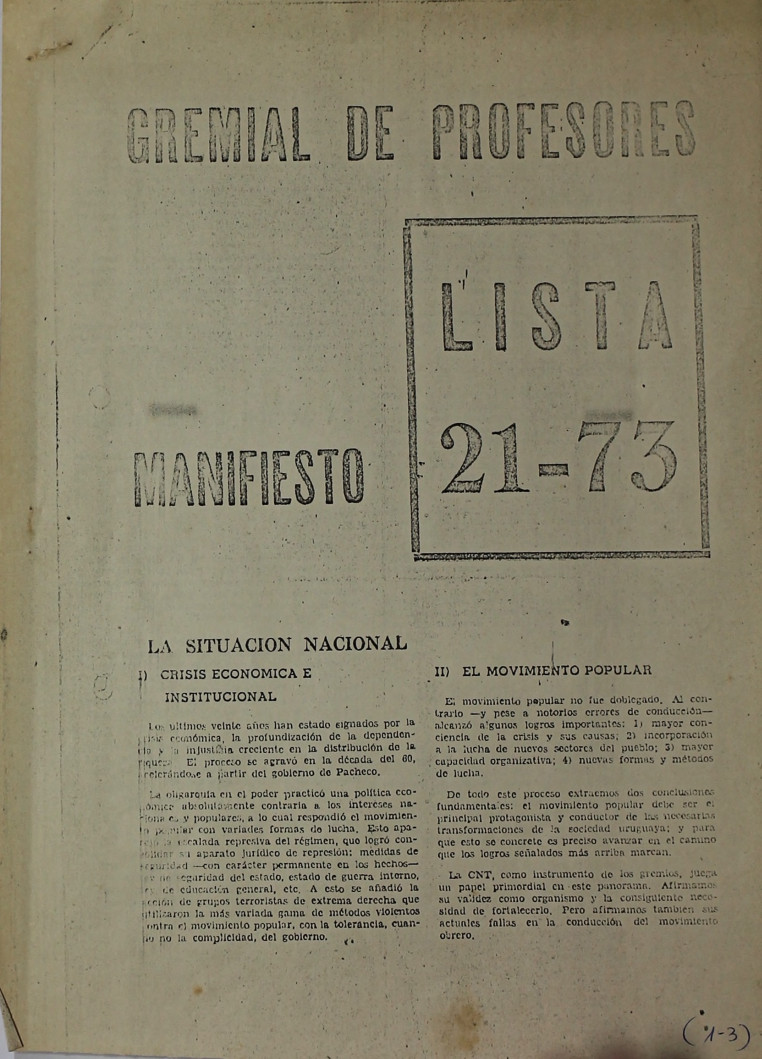 GREMIAL DE PROFESORES
LISTA
21-73
MANIFIESTO
LA SITUACION NACIONAL
I) CRISIS ECONOMICA E
INSTITUCIONAL
Los ultimos veinte años han estado signados por la
crisis económica, la profundización de la dependen-
cia y la injusticia creciente en la distribución de la
riqueza. El proceso se agravó en la década del 60,
acelerándose a partir del gobierno de Pacheco.
La oligarquía en el poder practicó una política eco-
nómica absolutamente contraria a los intereses na-
cionales y populares, a lo cual respondió el movimien-
to popular con variadas formas de lucha. Esto apa-
rejó la escalada represiva del régimen, que logró con-
solidar su aparato jurídico de represión: medidas de
seguridad —con carácter permanente en los hechos—
ley de seguridad del estado, estado de guerra interno,
ley de educación general, etc. A esto se añadió la
acción de grupos terroristas de extrema derecha que
utilizaron la más variada gama de métodos violentos
contra el movimiento popular, con la tolerancia, cuan-
do no la complicidad, del gobierno.
II) EL MOVIMIENTO POPULAR
El movimiento popular no fue doblegado. Al con-
trario —y pese a notorios errores de conducción—
alcanzó algunos logros importantes: 1) mayor con-
ciencia de la crisis y sus causas; 2) incorporación
a la lucha de nuevos sectores del pueblo; 3) mayor
capacidad organizativa; 4) nuevas formas y métodos
de lucha.
De todo este proceso extraemos dos conclusiones
fundamentales: el movimiento popular debe ser el
principal protagonista y conductor de las necesarias
transformaciones de la sociedad uruguaya; y para
que esto se concrete es preciso avanzar en el camino
que los logros señalados más arriba marcan.
La CNT, como instrumento de los gremios, juega
un papel primordial en este panorama. Afirmamos
su validez como organismo y la consiguiente nece-
sidad de fortalecerlo. Pero afirmamos tambien sus
actuales fallas en la conducción del movimiento
obrero.
(1-3)